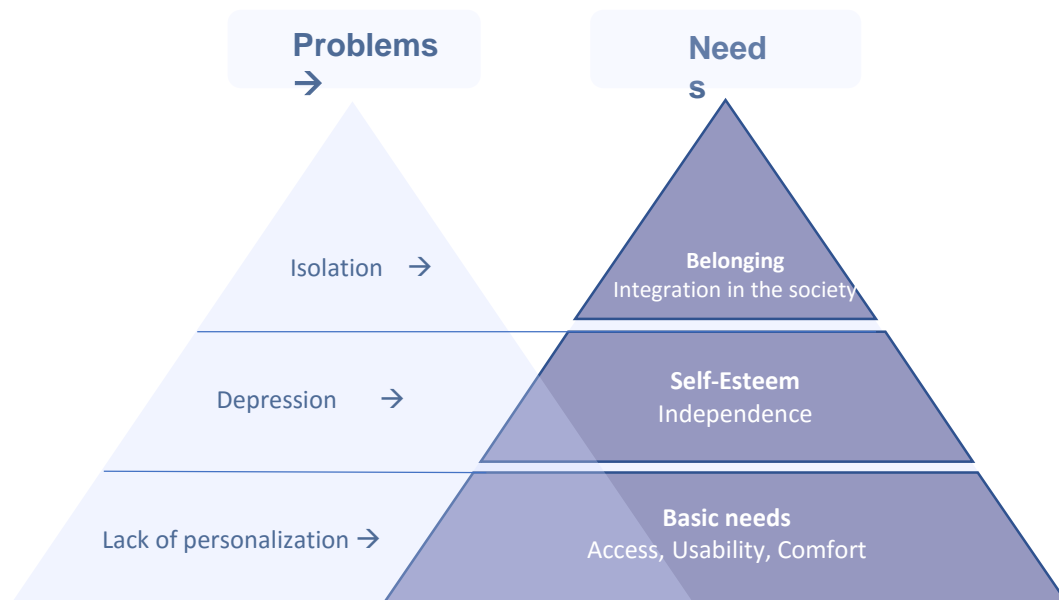 Problems
→
Need
s
Isolation →
Belonging
Integration in the society
Depression →
Self-Esteem
Independence
Lack of personalization →
Basic needs
Access, Usability, Comfort